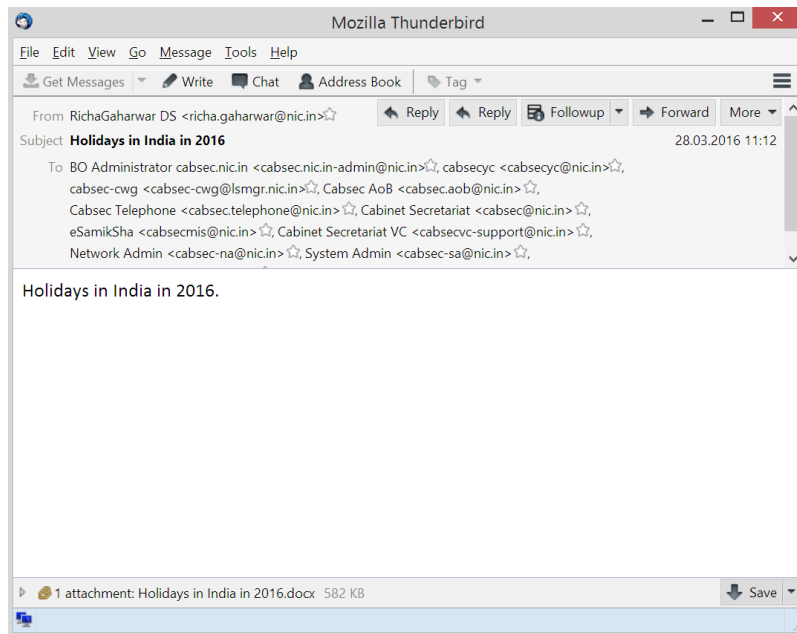 Mozilla Thunderbird
File Edit View Go Message Tools Help
Get Messages Write Chat Address Book Tag
From RichaGaharwar DS <richa.gaharwar@nic.in> Reply Reply Followup Forward More
Subject Holidays in India in 2016 28.03.2016 11:12
To BO Administrator cabsec.nic.in <cabsec.nic.in-admin@nic.in>, cabsecyc <cabsecyc@nic.in>,
cabsec-cwg <cabsec-cwg@lsmgr.nic.in>, Cabsec AoB <cabsec.aob@nic.in>,
Cabsec Telephone <cabsec.telephone@nic.in>, Cabinet Secretariat <cabsec@nic.in>,
eSamikSha <cabsecmis@nic.in>, Cabinet Secretariat VC <cabsecvc-support@nic.in>,
Network Admin <cabsec-na@nic.in>, System Admin <cabsec-sa@nic.in>,
Holidays in India in 2016.
1 attachment: Holidays in India in 2016.docx 582 KB Save